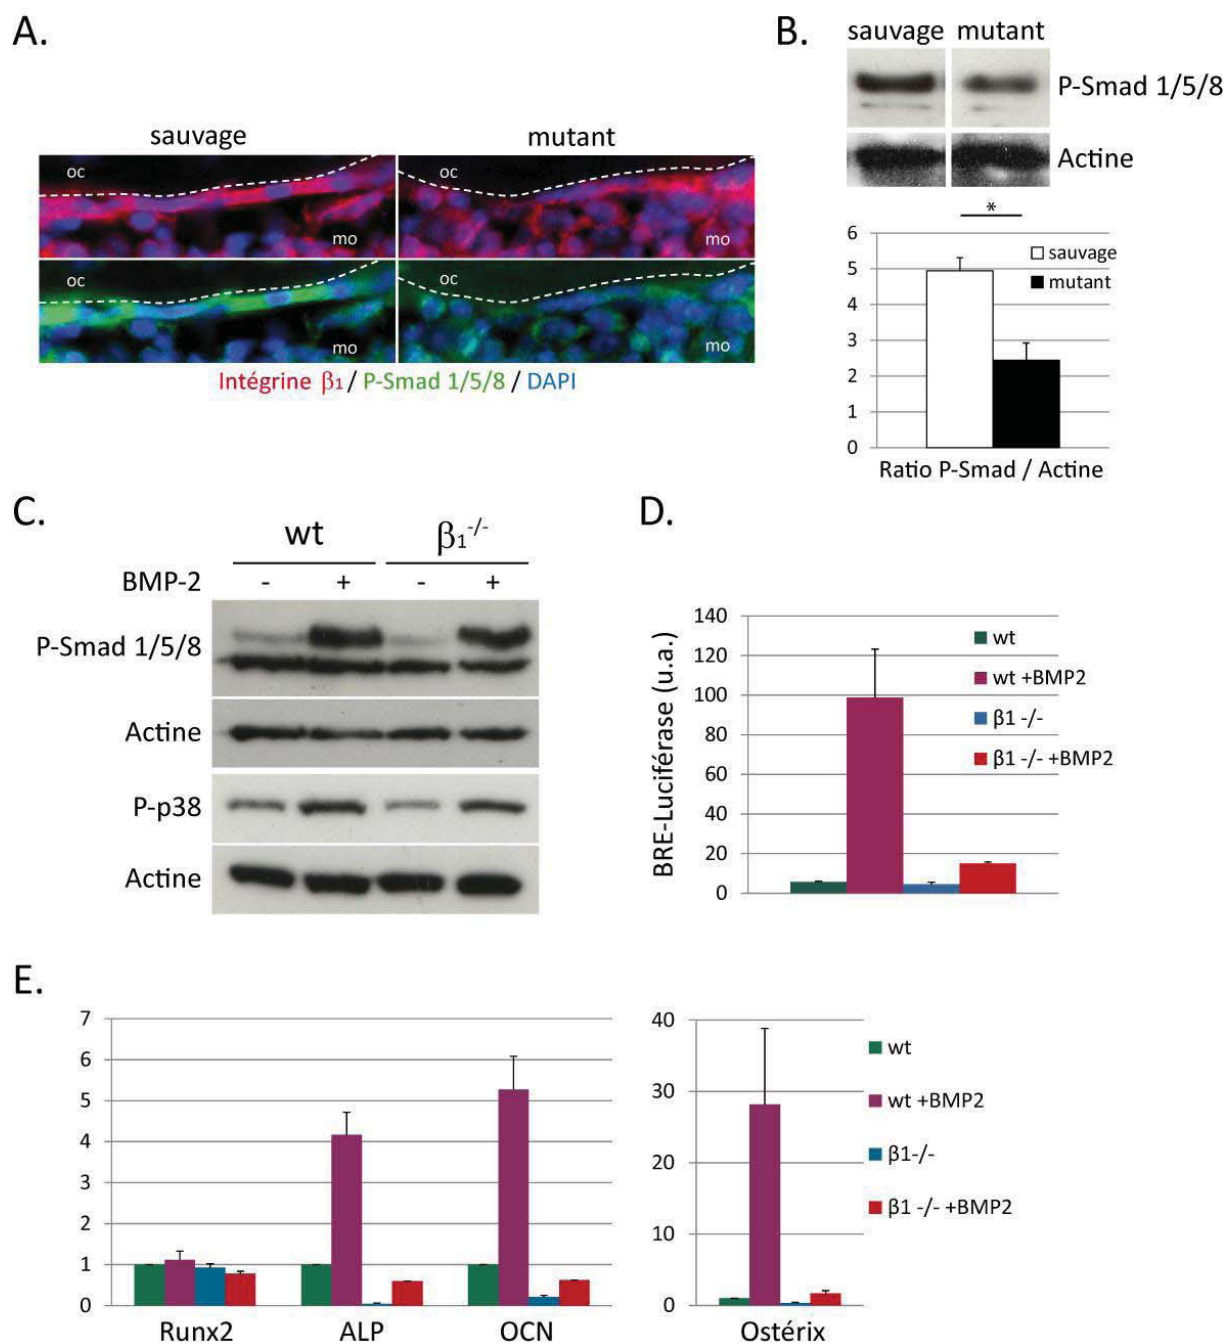 A.
sauvage mutant
oc oc
mo mo
oc oc
mo mo
Intégrine β1 / P-Smad 1/5/8 / DAPI
B.
sauvage mutant
P-Smad 1/5/8
Actine
*
6
5
4
3
2
1
0
sauvage
mutant
Ratio P-Smad / Actine
C.
wt β1-/-
BMP-2 - + - +
P-Smad 1/5/8
Actine
P-p38
Actine
D.
BRE-Luciférase (u.a.)
140
120
100
80
60
40
20
0
wt
wt +BMP2
β1 -/-
β1 -/- +BMP2
E.
7
6
5
4
3
2
1
0
Runx2 ALP OCN
40
30
20
10
0
Ostérix
wt
wt +BMP2
β1-/-
β1 -/- +BMP2